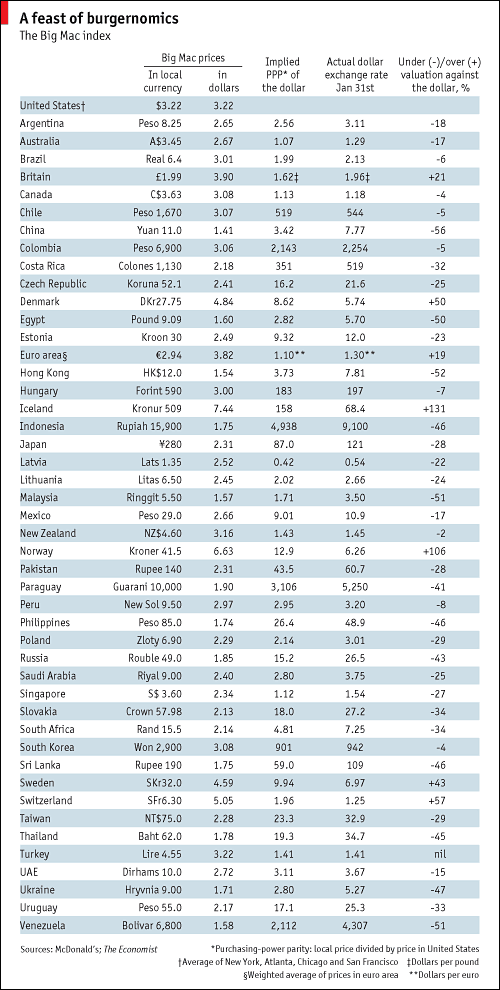 A feast of burgernomics
The Big Mac index
Big Mac prices Implied Actual dollar Under (-)/over (+)
In local in PPP* of exchange rate valuation against
currency dollars the dollar Jan 31st the dollar, %
United States† $3.22 3.22
Argentina Peso 8.25 2.65 2.56 3.11 -18
Australia A$3.45 2.67 1.07 1.29 -17
Brazil Real 6.4 3.01 1.99 2.13 -6
Britain £1.99 3.90 1.62‡ 1.96‡ +21
Canada C$3.63 3.08 1.13 1.18 -4
Chile Peso 1,670 3.07 519 544 -5
China Yuan 11.0 1.41 3.42 7.77 -56
Colombia Peso 6,900 3.06 2,143 2,254 -5
Costa Rica Colones 1,130 2.18 351 519 -32
Czech Republic Koruna 52.1 2.41 16.2 21.6 -25
Denmark DKr27.75 4.84 8.62 5.74 +50
Egypt Pound 9.09 1.60 2.82 5.70 -50
Estonia Kroon 30 2.49 9.32 12.0 -23
Euro area§ €2.94 3.82 1.10** 1.30** +19
Hong Kong HK$12.0 1.54 3.73 7.81 -52
Hungary Forint 590 3.00 183 197 -7
Iceland Kronur 509 7.44 158 68.4 +131
Indonesia Rupiah 15,900 1.75 4,938 9,100 -46
Japan ¥280 2.31 87.0 121 -28
Latvia Lats 1.35 2.52 0.42 0.54 -22
Lithuania Litas 6.50 2.45 2.02 2.66 -24
Malaysia Ringgit 5.50 1.57 1.71 3.50 -51
Mexico Peso 29.0 2.66 9.01 10.9 -17
New Zealand NZ$4.60 3.16 1.43 1.45 -2
Norway Kroner 41.5 6.63 12.9 6.26 +106
Pakistan Rupee 140 2.31 43.5 60.7 -28
Paraguay Guarani 10,000 1.90 3,106 5,250 -41
Peru New Sol 9.50 2.97 2.95 3.20 -8
Philippines Peso 85.0 1.74 26.4 48.9 -46
Poland Zloty 6.90 2.29 2.14 3.01 -29
Russia Rouble 49.0 1.85 15.2 26.5 -43
Saudi Arabia Riyal 9.00 2.40 2.80 3.75 -25
Singapore S$ 3.60 2.34 1.12 1.54 -27
Slovakia Crown 57.98 2.13 18.0 27.2 -34
South Africa Rand 15.5 2.14 4.81 7.25 -34
South Korea Won 2,900 3.08 901 942 -4
Sri Lanka Rupee 190 1.75 59.0 109 -46
Sweden SKr32.0 4.59 9.94 6.97 +43
Switzerland SFr6.30 5.05 1.96 1.25 +57
Taiwan NT$75.0 2.28 23.3 32.9 -29
Thailand Baht 62.0 1.78 19.3 34.7 -45
Turkey Lire 4.55 3.22 1.41 1.41 nil
UAE Dirhams 10.0 2.72 3.11 3.67 -15
Ukraine Hryvnia 9.00 1.71 2.80 5.27 -47
Uruguay Peso 55.0 2.17 17.1 25.3 -33
Venezuela Bolivar 6,800 1.58 2,112 4,307 -51
Sources: McDonald's; The Economist *Purchasing-power parity: local price divided by price in United States
†Average of New York, Atlanta, Chicago and San Francisco ‡Dollars per pound
§Weighted average of prices in euro area **Dollars per euro